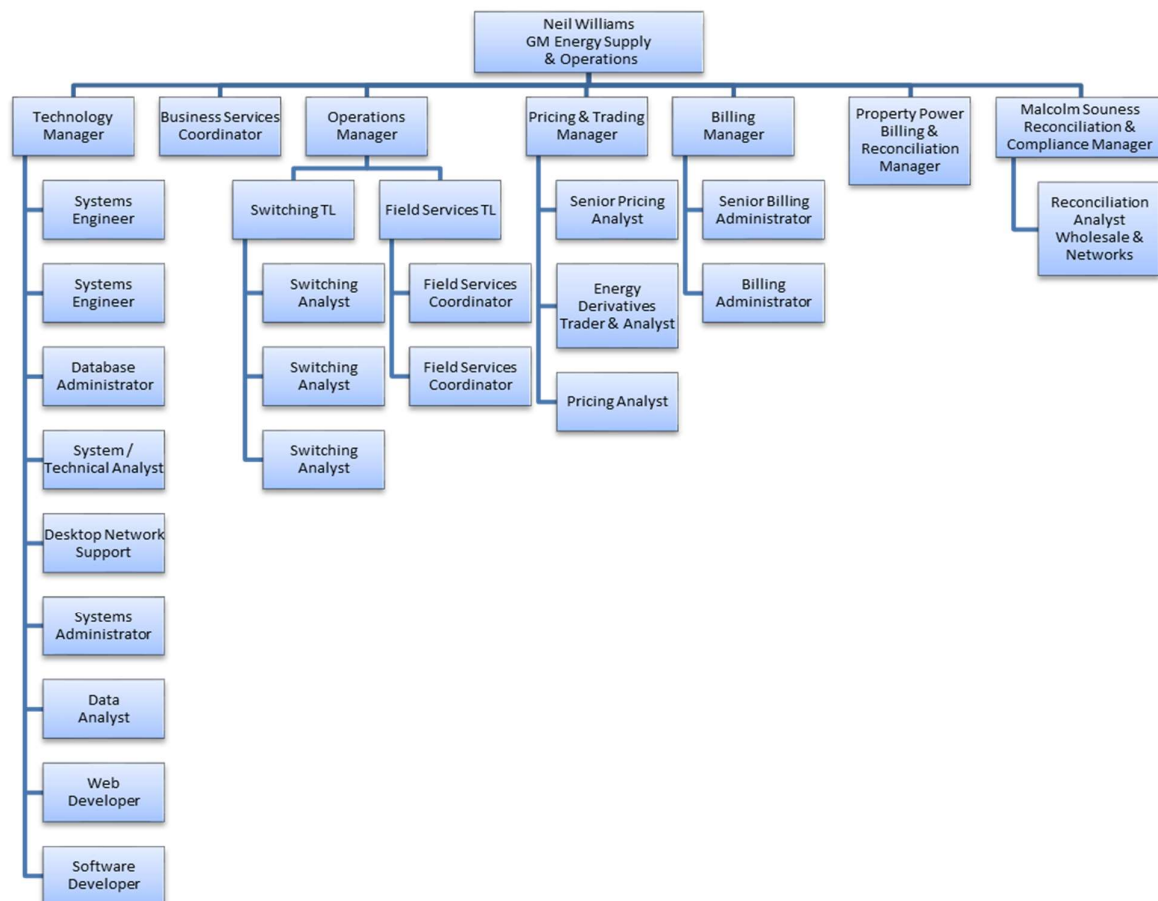 Neil Williams
GM Energy Supply
& Operations
Technology
Manager
Business Services
Coordinator
Operations
Manager
Pricing & Trading
Manager
Billing
Manager
Property Power
Billing &
Reconciliation
Manager
Malcolm Souness
Reconciliation &
Compliance Manager
Systems
Engineer
Systems
Engineer
Database
Administrator
System /
Technical Analyst
Desktop Network
Support
Systems
Administrator
Data
Analyst
Web
Developer
Software
Developer
Switching TL
Switching
Analyst
Switching
Analyst
Switching
Analyst
Field Services TL
Field Services
Coordinator
Field Services
Coordinator
Senior Pricing
Analyst
Energy
Derivatives
Trader & Analyst
Pricing Analyst
Senior Billing
Administrator
Billing
Administrator
Reconciliation
Analyst
Wholesale &
Networks